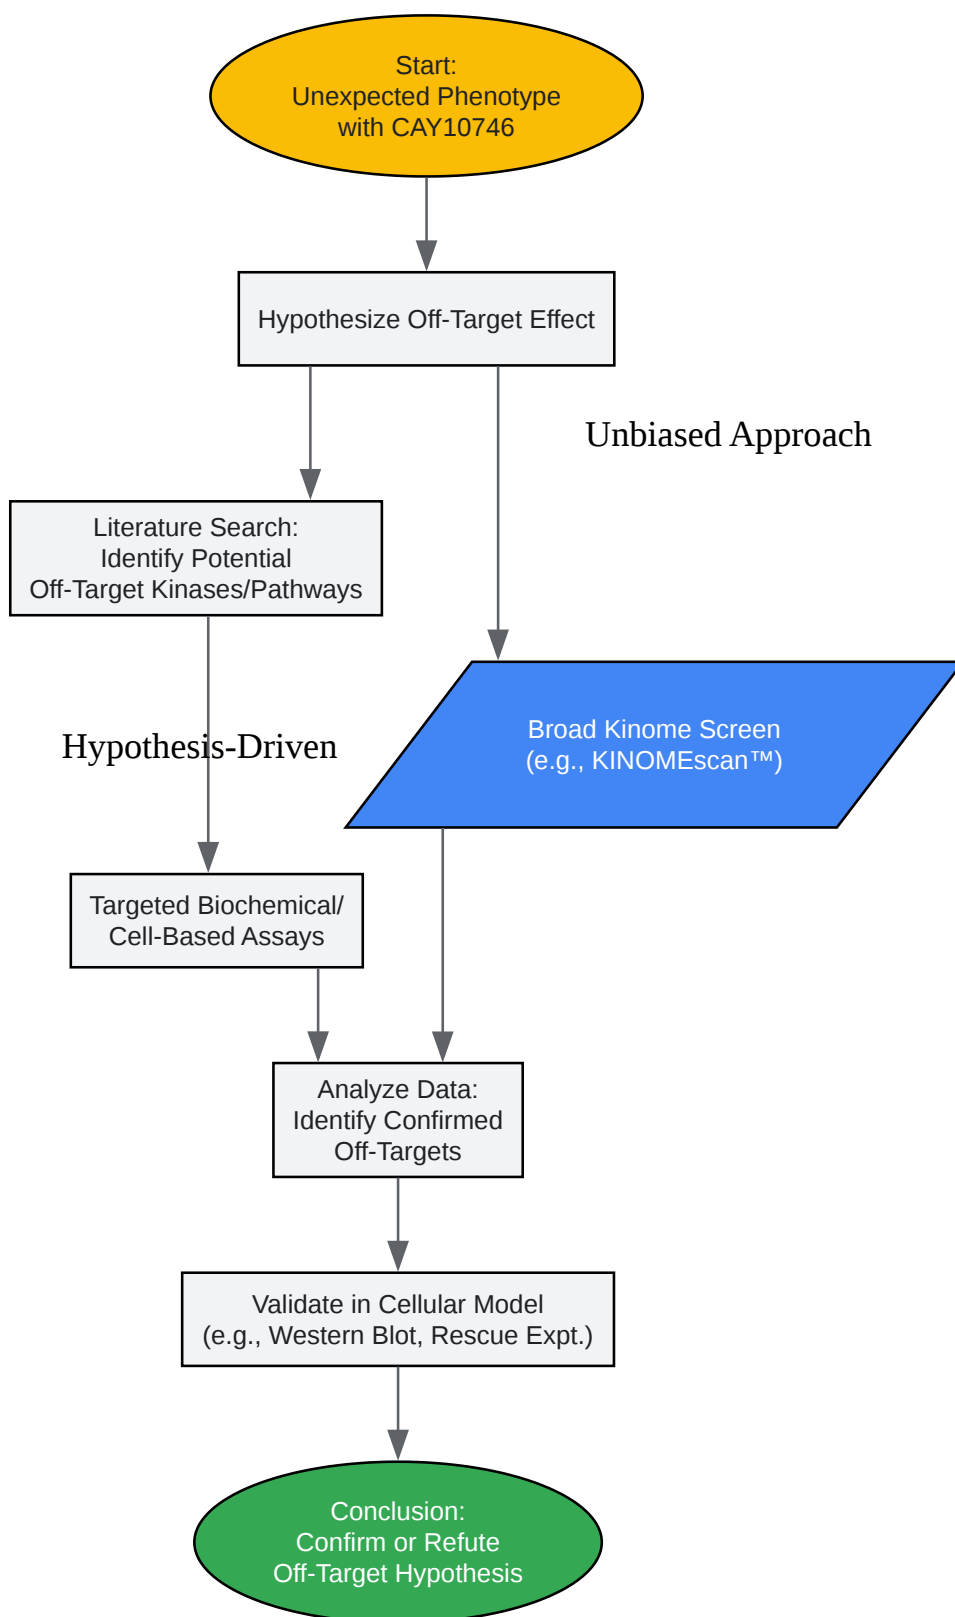 Start:
Unexpected Phenotype
with CAY10746
Hypothesize Off-Target Effect
Unbiased Approach
Literature Search:
Identify Potential
Off-Target Kinases/Pathways
Broad Kinome Screen
(e.g., KINOMEscan™)
Hypothesis-Driven
Targeted Biochemical/
Cell-Based Assays
Analyze Data:
Identify Confirmed
Off-Targets
Validate in Cellular Model
(e.g., Western Blot, Rescue Expt.)
Conclusion:
Confirm or Refute
Off-Target Hypothesis